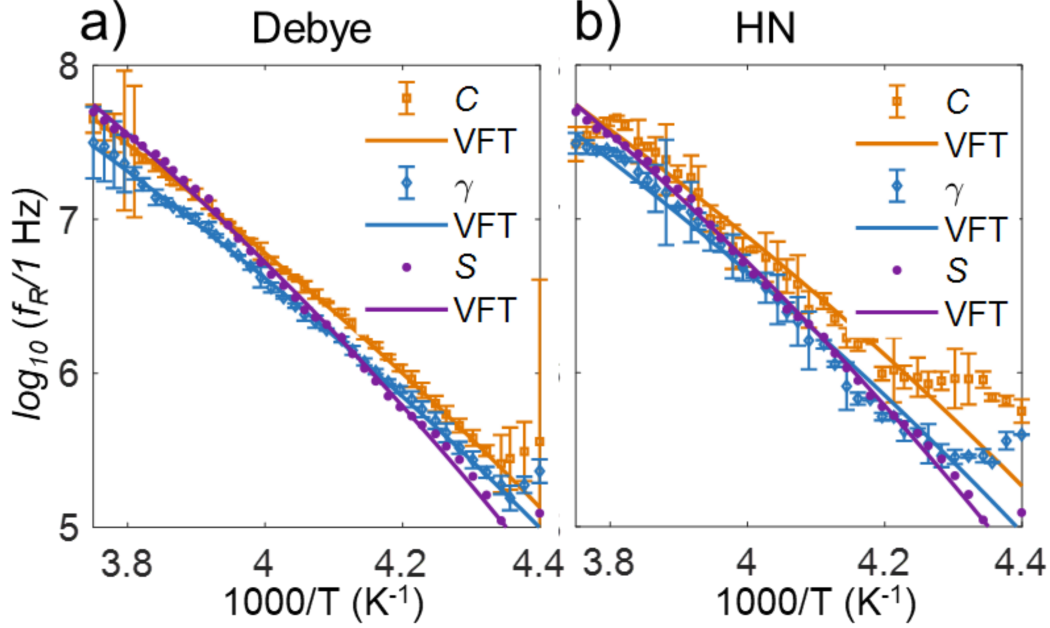 a) Debye
8
7
6
5
log₁₀ (f_R/1 Hz)
C
VFT
γ
VFT
S
VFT
3.8 4 4.2 4.4
1000/T (K⁻¹)
b) HN
C
VFT
γ
VFT
S
VFT
3.8 4 4.2 4.4
1000/T (K⁻¹)